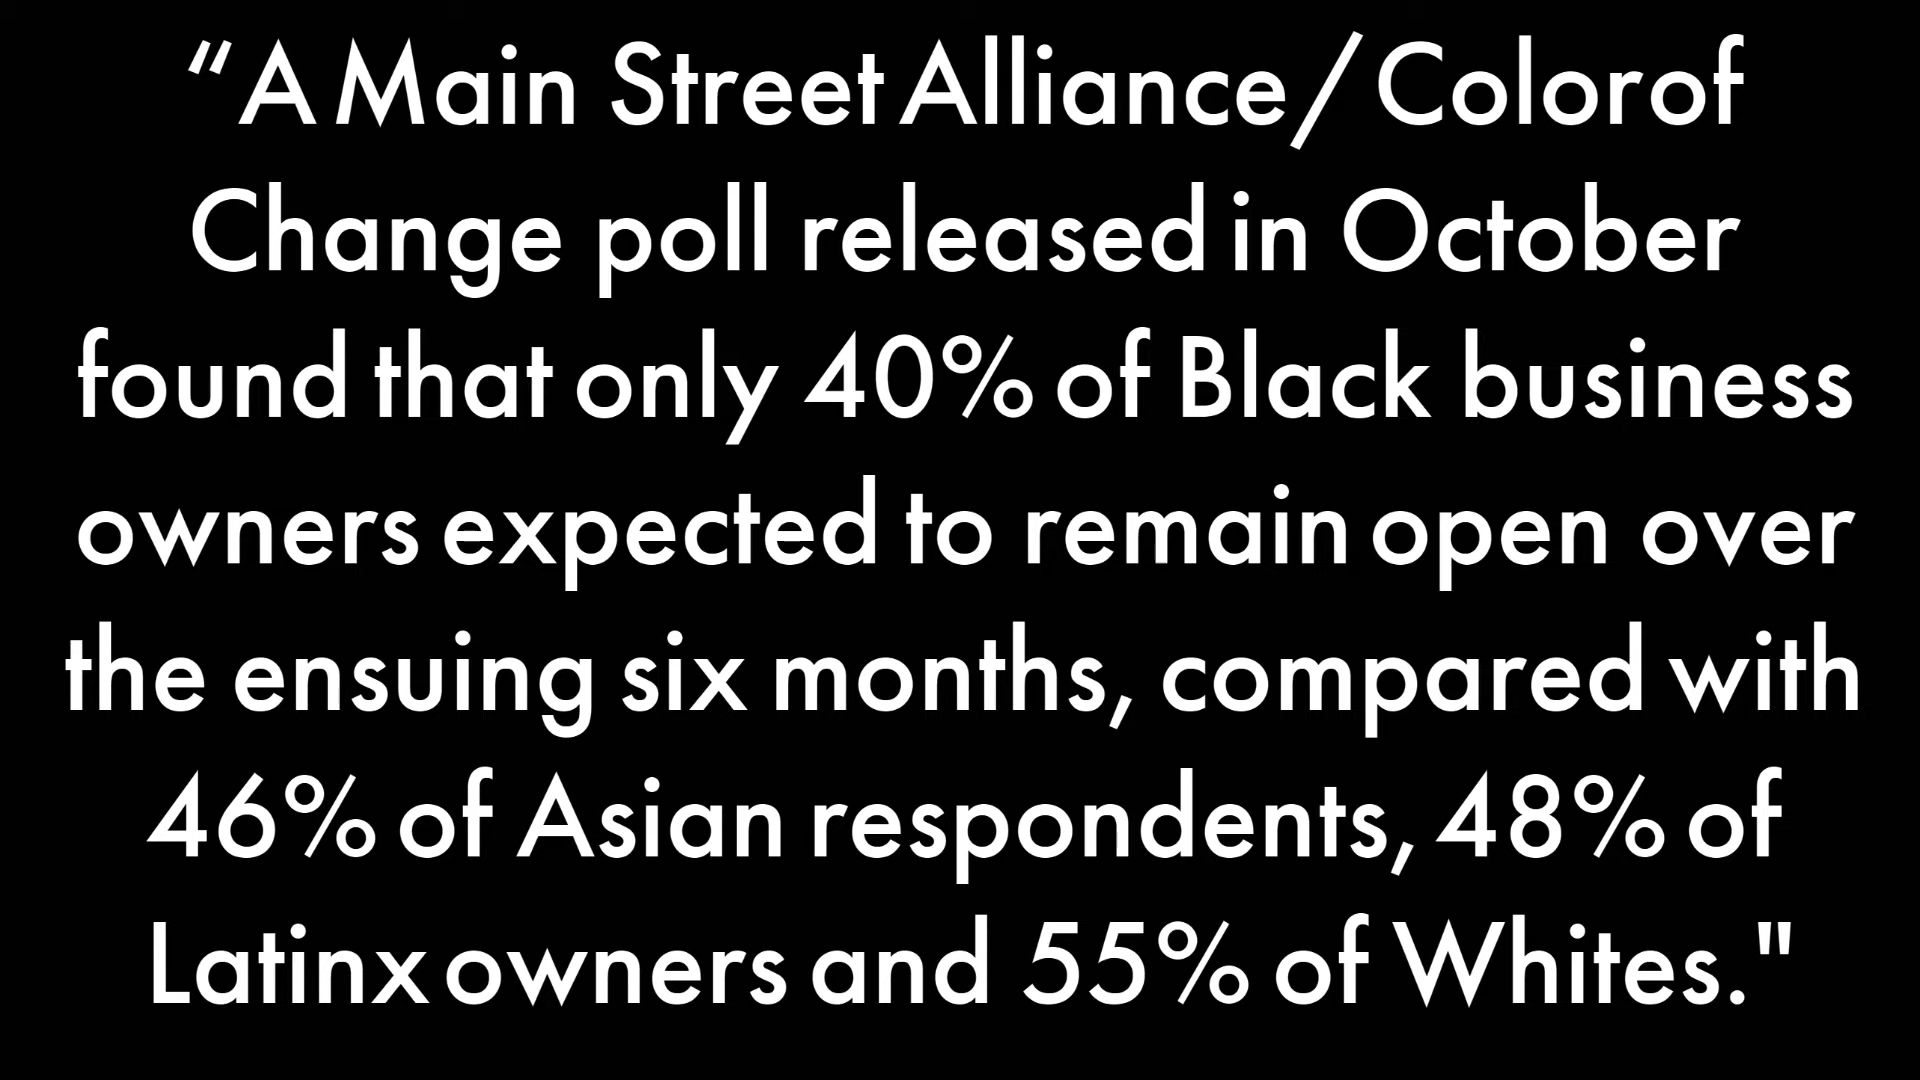 “A Main Street Alliance/Colorof
Change poll released in October
found that only 40% of Black business
owners expected to remain open over
the ensuing six months, compared with
46% of Asian respondents, 48% of
Latinx owners and 55% of Whites."